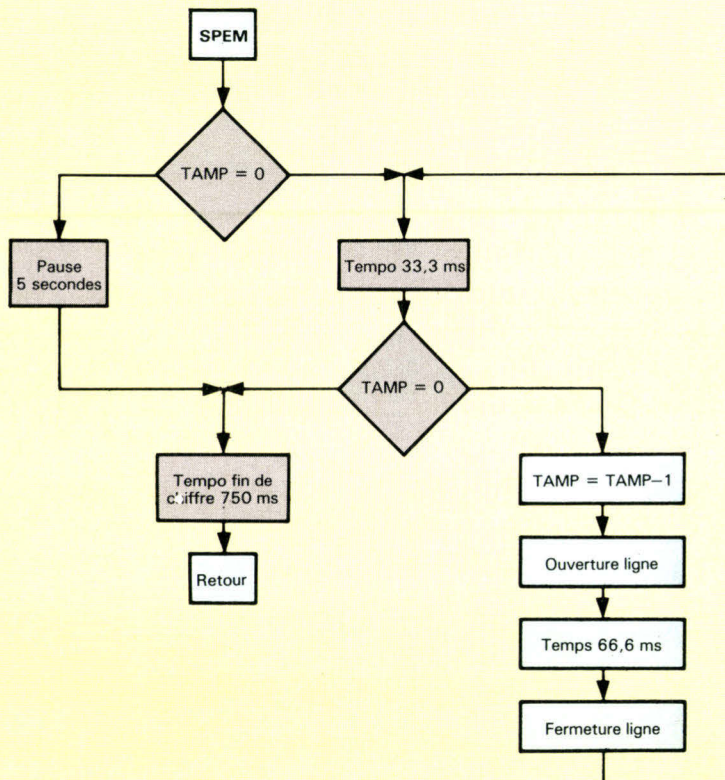 SPEM
TAMP = 0
Pause
5 secondes
Tempo 33,3 ms
TAMP = 0
Tempo fin de
chiffre 750 ms
TAMP = TAMP–1
Retour
Ouverture ligne
Temps 66,6 ms
Fermeture ligne